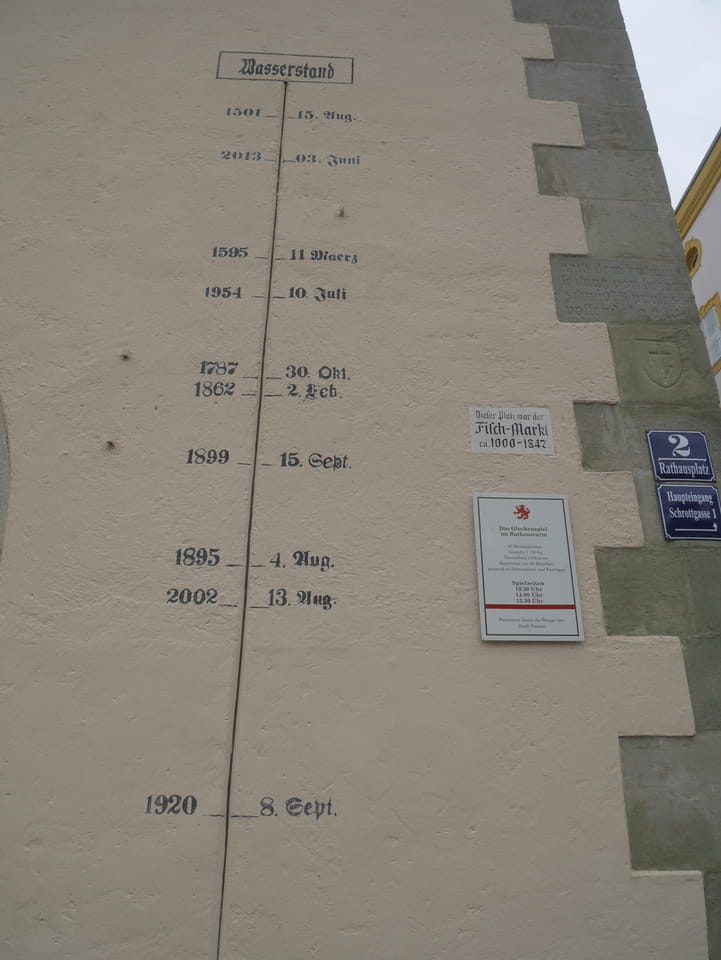 Wasserstand
1501 15. Aug.
2013 03. Juni
1595 11 Maerz
1954 10. Juli
1787 30. Okt.
1862 2. Feb.
1899 15. Sept.
1895 4. Aug.
2002 13. Aug.
1920 8. Sept.
Dieser Platz war der
Fisch-Markt
ca. 1000-1842
Das Glockenspiel
im Rathausturm
Spielzeiten
10.30 Uhr
14.00 Uhr
15.30 Uhr
Stadt Passau
2
Rathausplatz
Haupteingang
Schrottgasse 1